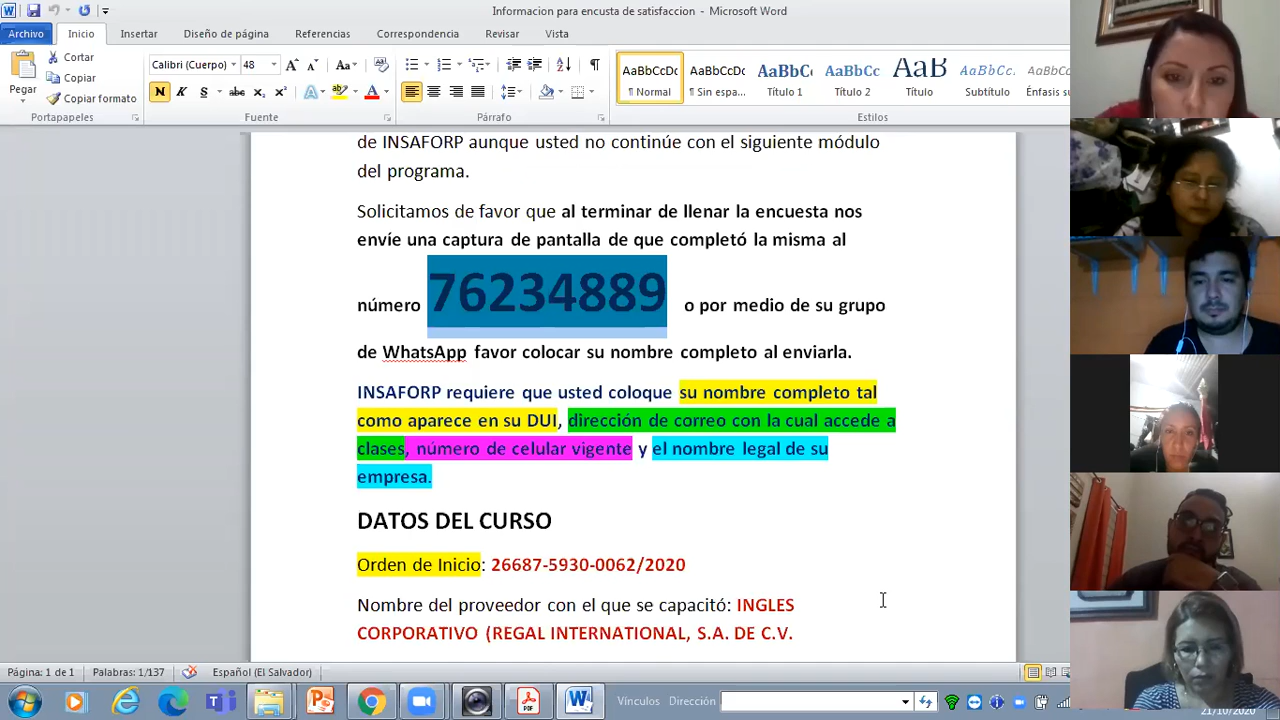 Informacion para encusta de satisfaccion - Microsoft Word
Archivo Inicio Insertar Diseño de página Referencias Correspondencia Revisar Vista
Cortar
Copiar
Copiar formato
Pegar
Portapapeles
Calibri (Cuerpo) 48
Fuente
Párrafo
AaBbCcDc AaBbCcDc AaBbC AaBbCc AaB AaBbCc. AaBbCcDc
¶ Normal ¶ Sin espa... Título 1 Título 2 Título Subtítulo Énfasis su
Estilos
de INSAFORP aunque usted no continúe con el siguiente módulo
del programa.
Solicitamos de favor que al terminar de llenar la encuesta nos
envíe una captura de pantalla de que completó la misma al
número 76234889 o por medio de su grupo
de WhatsApp favor colocar su nombre completo al enviarla.
INSAFORP requiere que usted coloque su nombre completo tal
como aparece en su DUI, dirección de correo con la cual accede a
clases, número de celular vigente y el nombre legal de su
empresa.
DATOS DEL CURSO
Orden de Inicio: 26687-5930-0062/2020
Nombre del proveedor con el que se capacitó: INGLES
CORPORATIVO (REGAL INTERNATIONAL, S.A. DE C.V.
Página: 1 de 1 Palabras: 1/137 Español (El Salvador)
Vínculos Dirección
21/10/2020